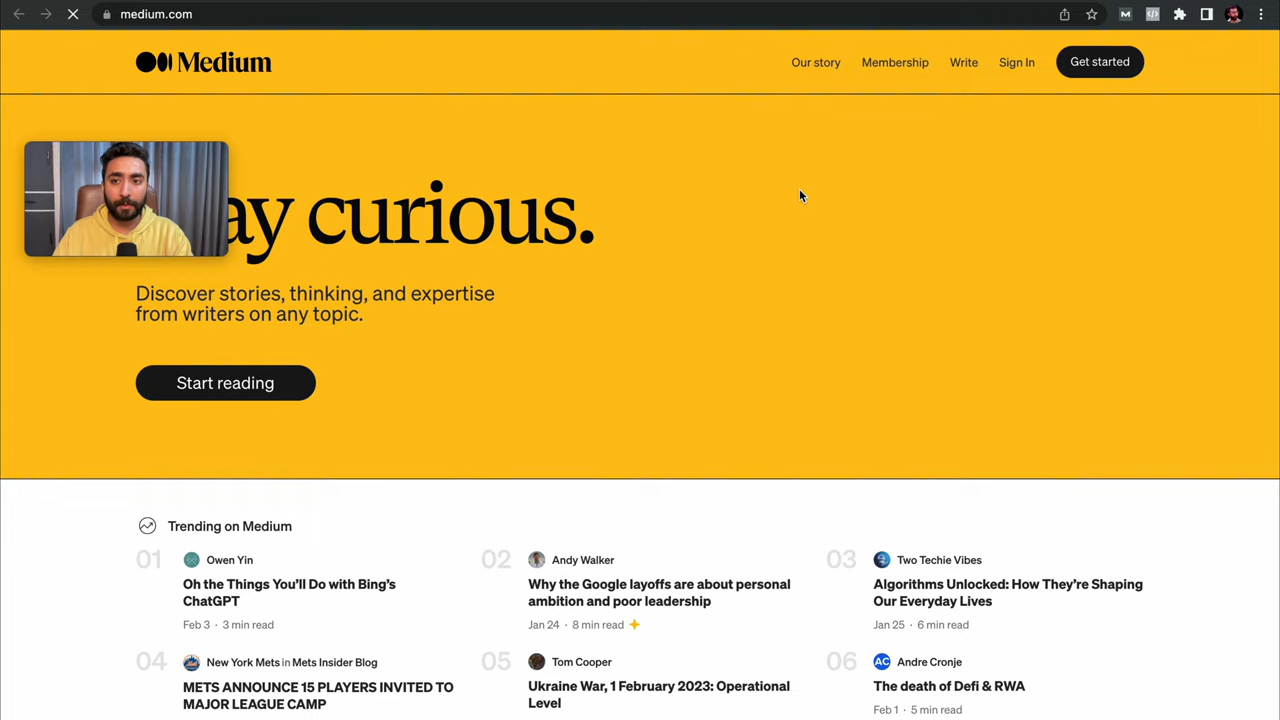 medium.com
Medium
Our story Membership Write Sign In Get started
ay curious.
Discover stories, thinking, and expertise
from writers on any topic.
Start reading
Trending on Medium
01 Owen Yin
Oh the Things You'll Do with Bing's
ChatGPT
Feb 3 · 3 min read
02 Andy Walker
Why the Google layoffs are about personal
ambition and poor leadership
Jan 24 · 8 min read
03 Two Techie Vibes
Algorithms Unlocked: How They're Shaping
Our Everyday Lives
Jan 25 · 6 min read
04 New York Mets in Mets Insider Blog
METS ANNOUNCE 15 PLAYERS INVITED TO
MAJOR LEAGUE CAMP
05 Tom Cooper
Ukraine War, 1 February 2023: Operational
Level
06 AC Andre Cronje
The death of Defi & RWA
Feb 1 · 5 min read